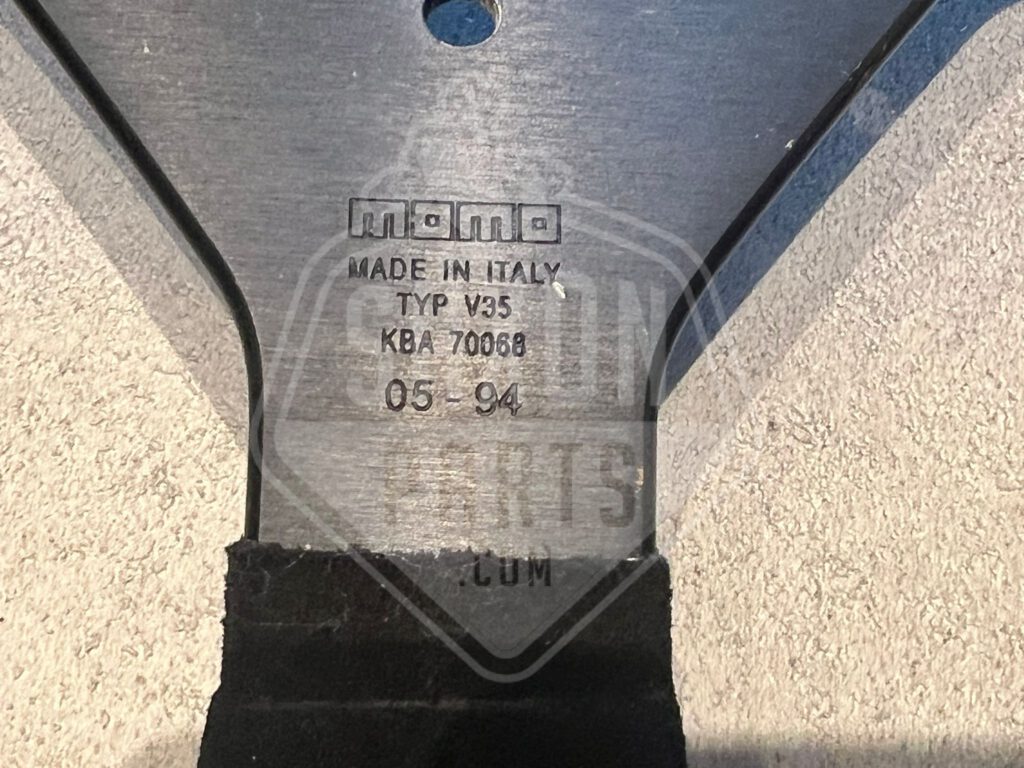 momo
MADE IN ITALY
TYP V35
KBA 70068
05-94
PARTS
.COM